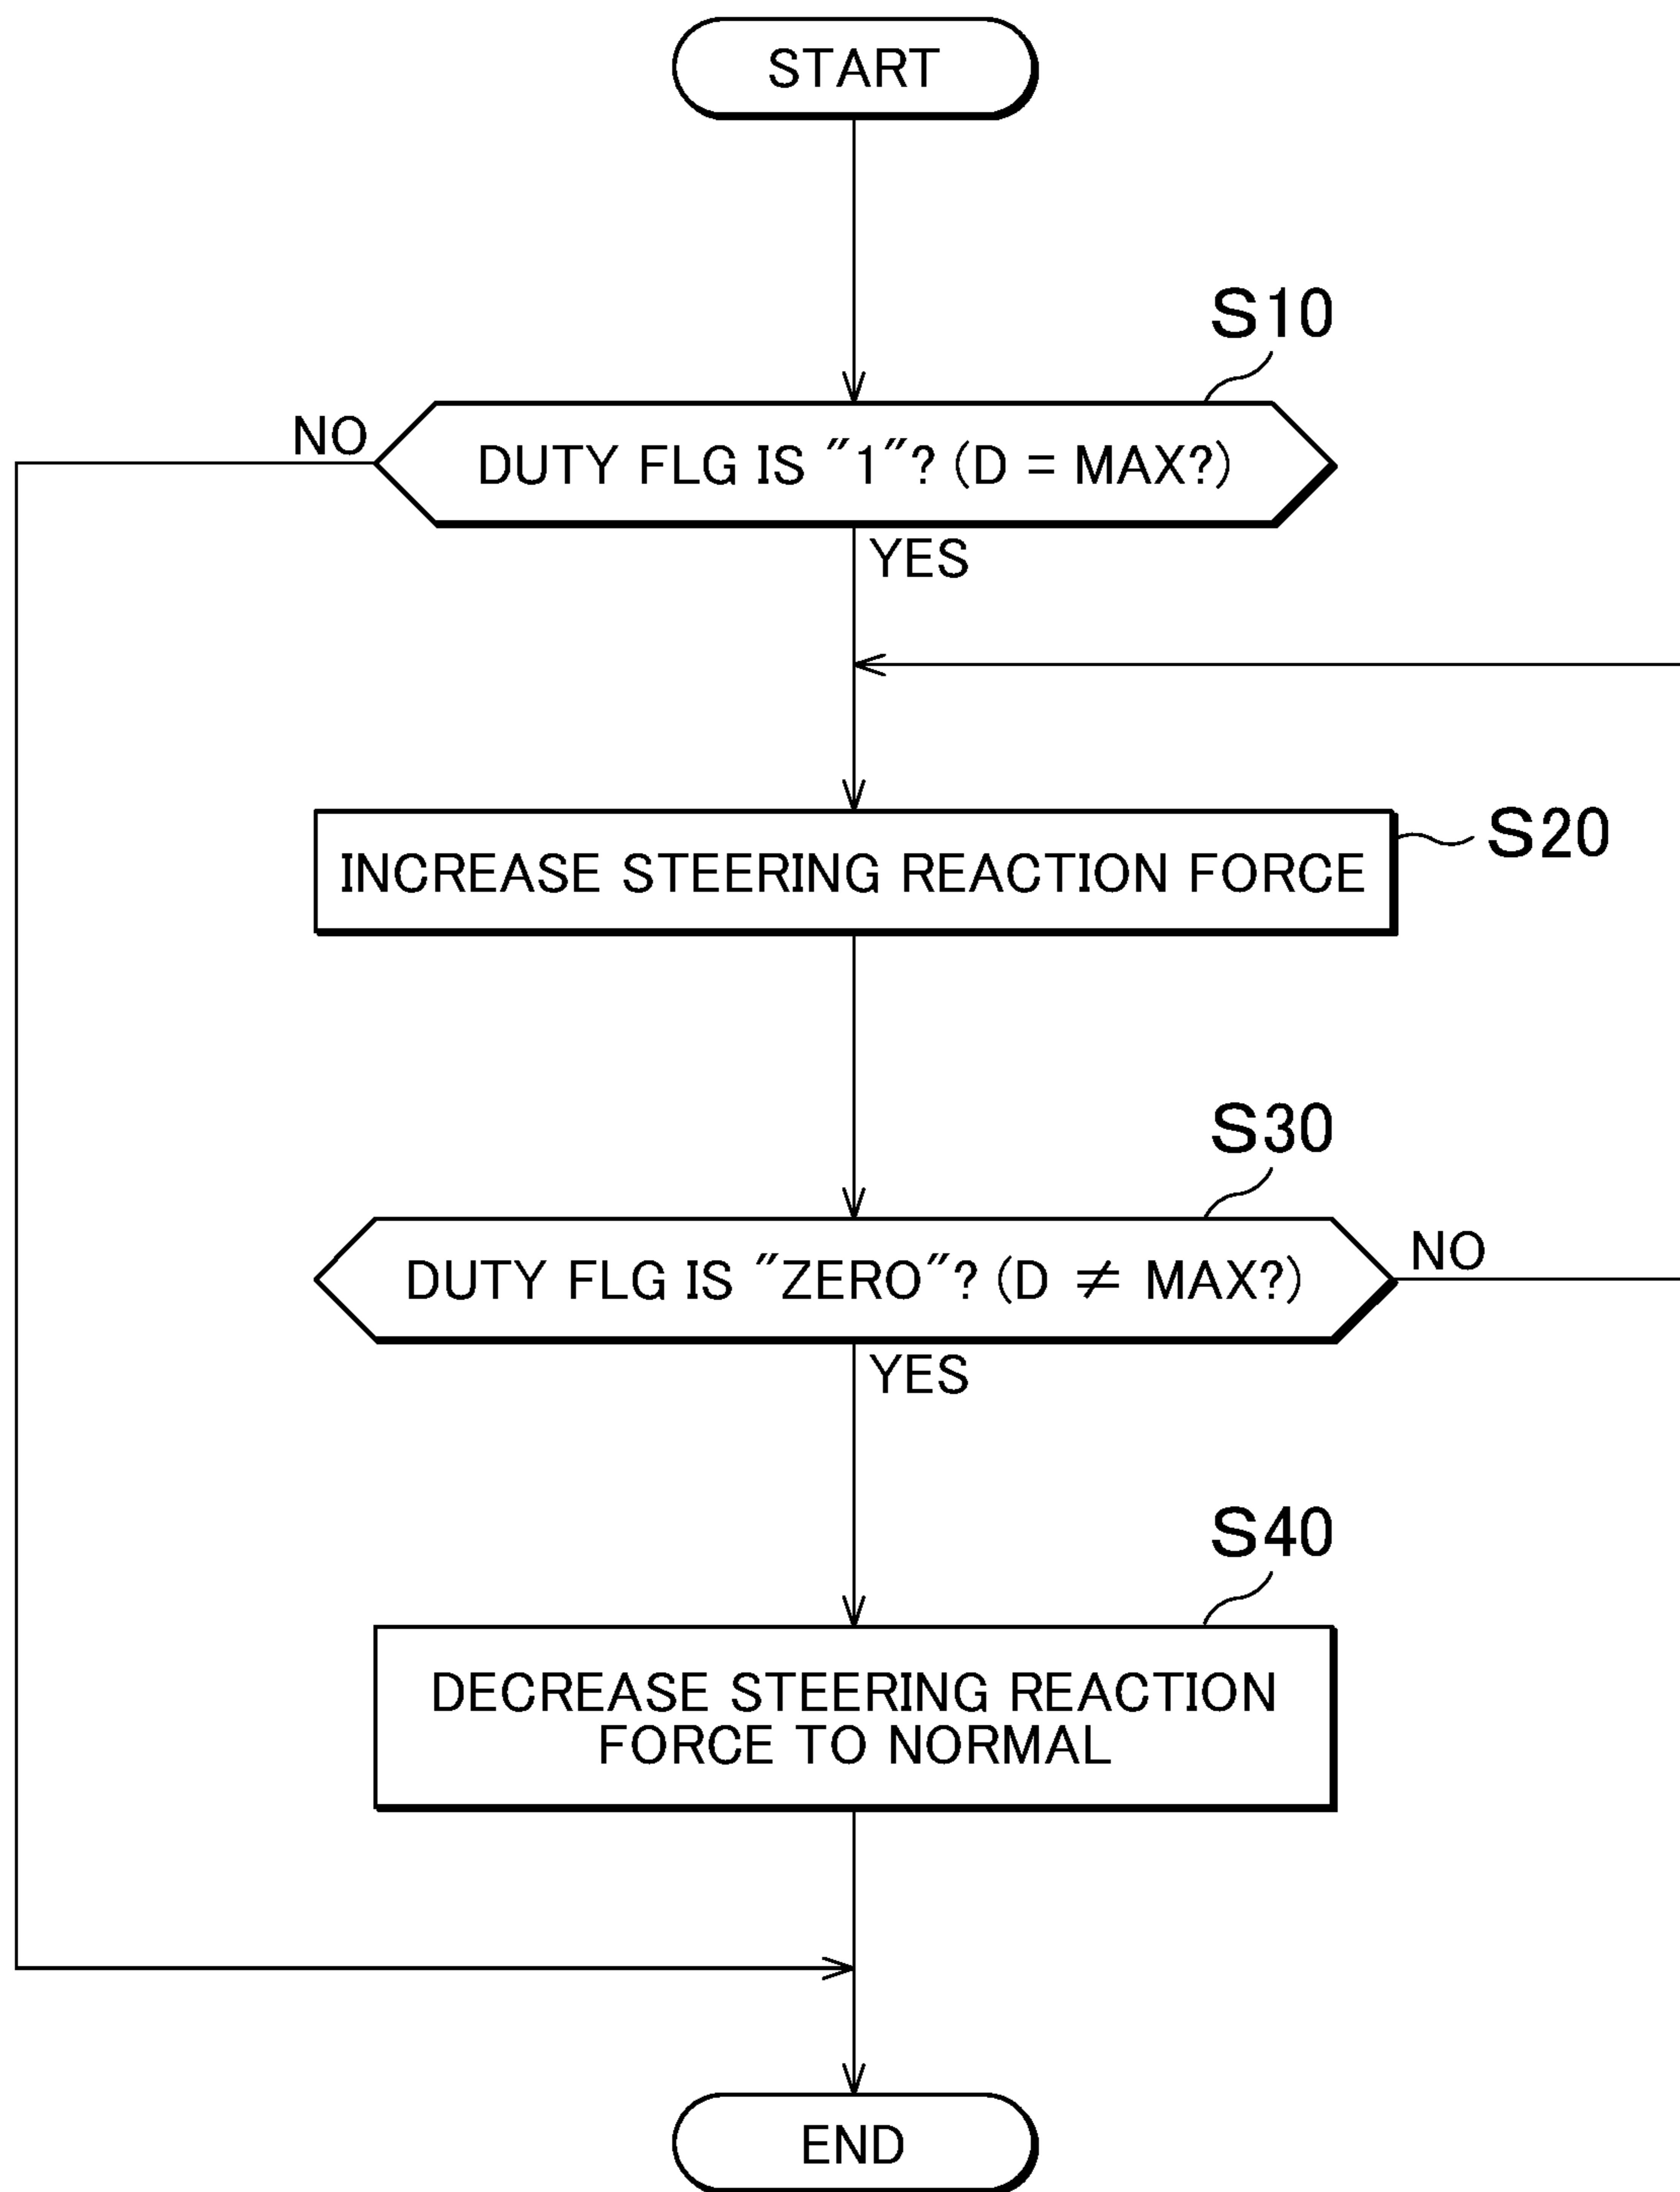 START
S10
NO
DUTY FLG IS "1"? (D = MAX?)
YES
INCREASE STEERING REACTION FORCE
S20
S30
DUTY FLG IS "ZERO"? (D ≠ MAX?)
NO
YES
S40
DECREASE STEERING REACTION
FORCE TO NORMAL
END